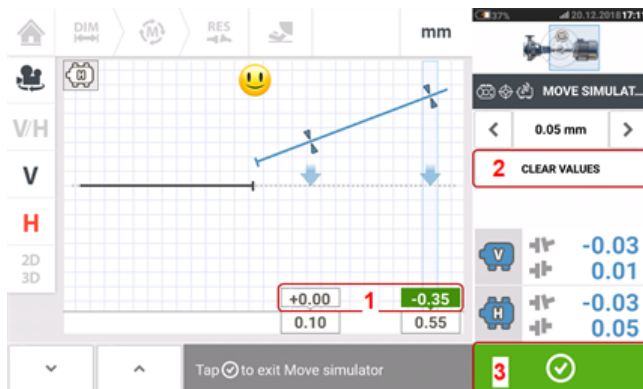 DIM
RES
M
mm
37%
20.12.2018 17:1
H
MOVE SIMULAT...
V/H
0.05 mm
V
2 CLEAR VALUES
H
2D
3D
V
-0.03
0.01
+0.00
1
-0.35
0.10
0.55
H
-0.03
0.05
Tap to exit Move simulator
3